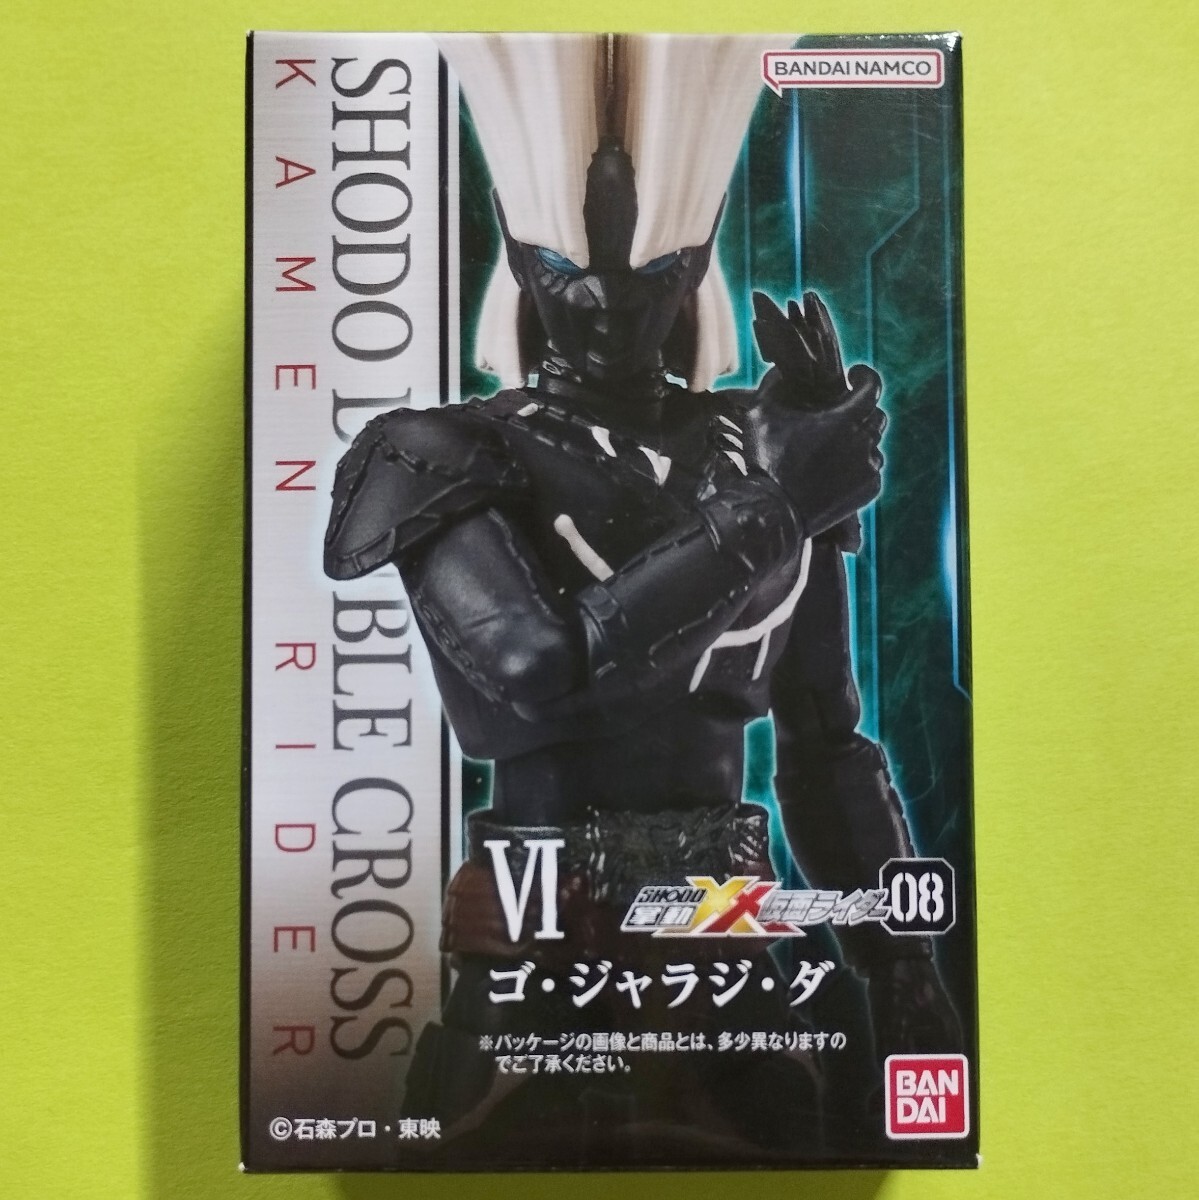 BANDAI NAMCO
SHODO BLE CROSS
KAMEN RIDER
VI
SHODO
掌動XX仮面ライダー
08
ゴ・ジャラジ・ダ
※パッケージの画像と商品とは、多少異なりますの
でご了承ください。
©石森プロ・東映
BAN
DAI